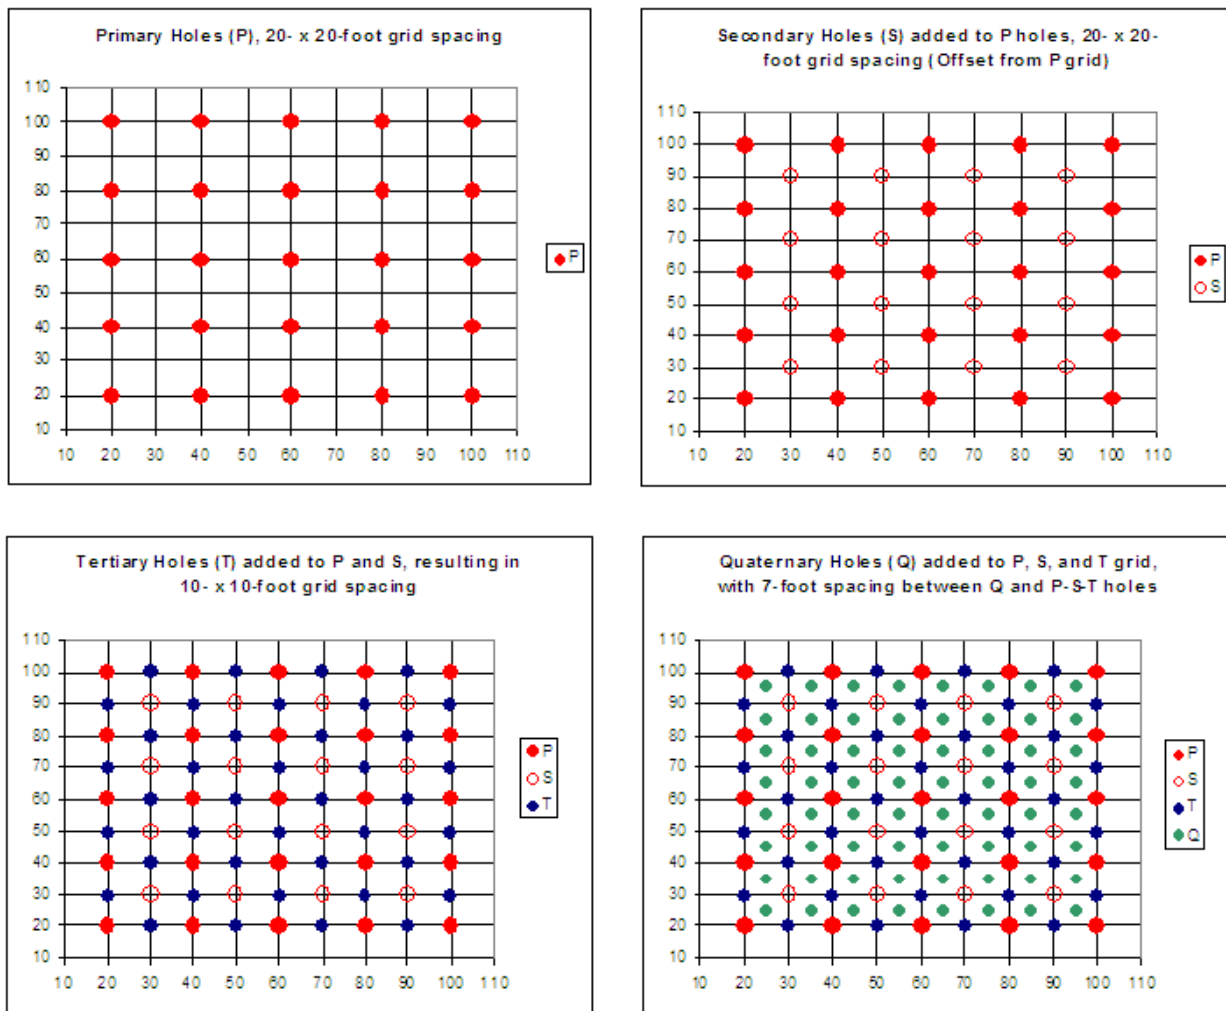 Primary Holes (P), 20- x 20-foot grid spacing
110
100
90
80
70
60
50
40
30
20
10
10 20 30 40 50 60 70 80 90 100 110
P
Secondary Holes (S) added to P holes, 20- x 20-
foot grid spacing (Offset from P grid)
110
100
90
80
70
60
50
40
30
20
10
10 20 30 40 50 60 70 80 90 100 110
P
S
Tertiary Holes (T) added to P and S, resulting in
10- x 10-foot grid spacing
110
100
90
80
70
60
50
40
30
20
10
10 20 30 40 50 60 70 80 90 100 110
P
S
T
Quaternary Holes (Q) added to P, S, and T grid,
with 7-foot spacing between Q and P-S-T holes
110
100
90
80
70
60
50
40
30
20
10
10 20 30 40 50 60 70 80 90 100 110
P
S
T
Q